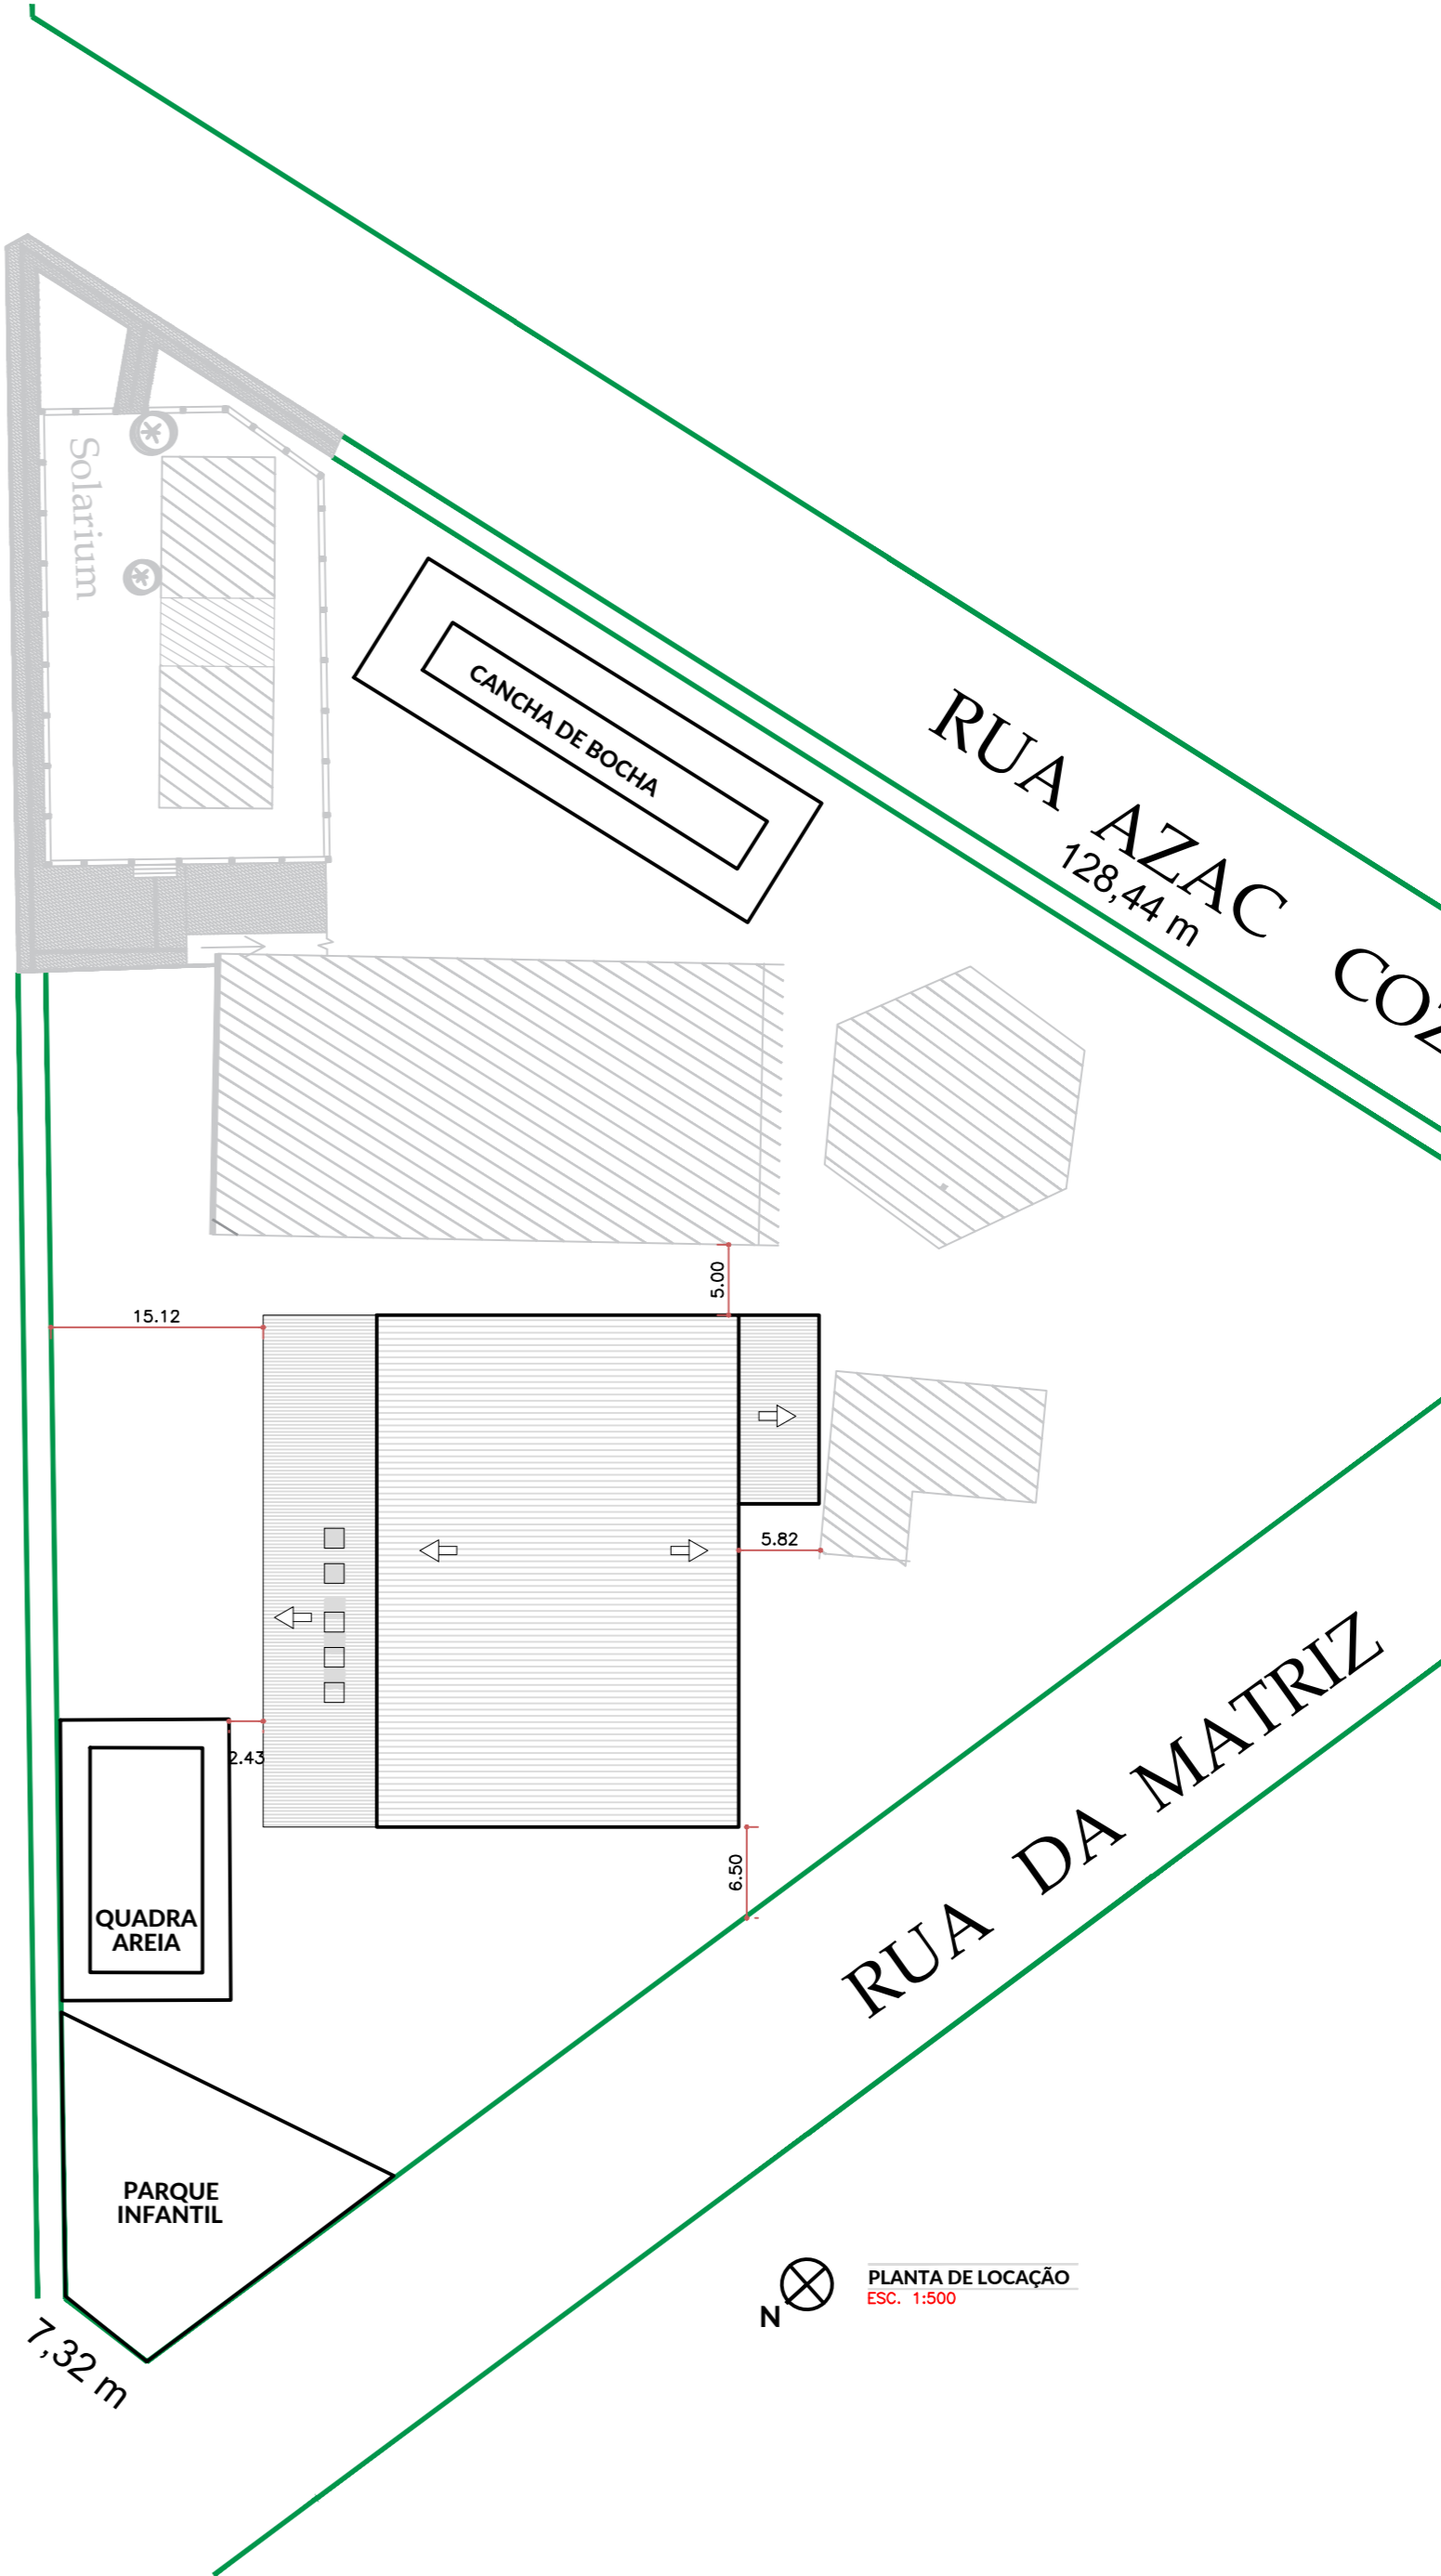 Solarium
CANCHA DE BOCHA
RUA AZAC
128,44 m
5.00
15.12
5.82
2.43
6.50
RUA DA MATRIZ
QUADRA
AREIA
PARQUE
INFANTIL
7,32 m
N
PLANTA DE LOCAÇÃO
ESC. 1:500